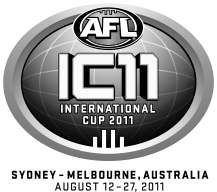 AFL
IC11
INTERNATIONAL
CUP 2011
SYDNEY – MELBOURNE, AUSTRALIA
AUGUST 12–27, 2011